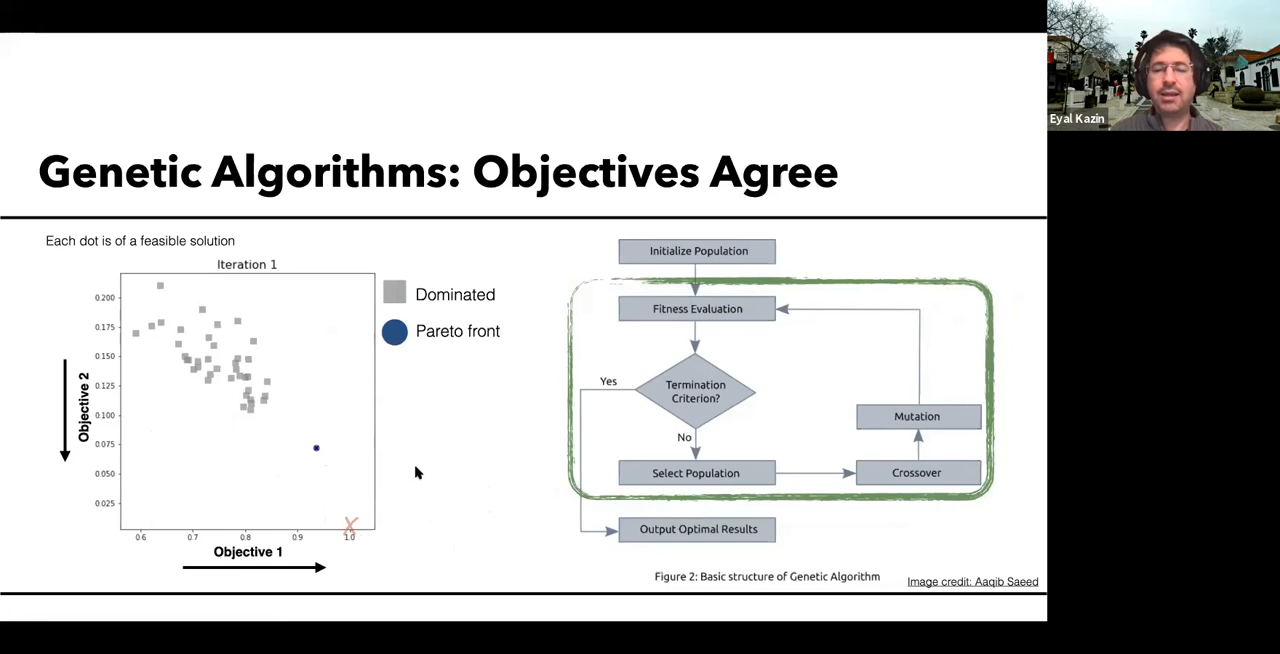 Eyal Kazin
Genetic Algorithms: Objectives Agree
Each dot is of a feasible solution
Iteration 1
0.200
0.175
0.150
0.125
0.100
0.075
0.050
0.025
Objective 2
0.6
0.7
0.8
0.9
1.0
Objective 1
Dominated
Pareto front
Initialize Population
Fitness Evaluation
Termination
Criterion?
Yes
No
Select Population
Crossover
Mutation
Output Optimal Results
Figure 2: Basic structure of Genetic Algorithm
Image credit: Aaqib Saeed